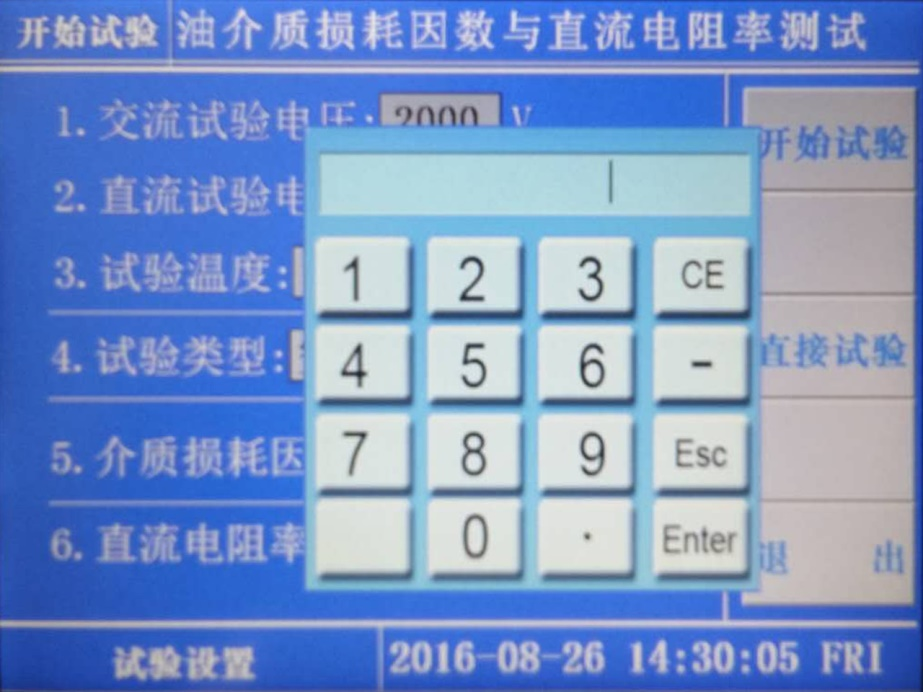 开始试验 油介质损耗因数与直流电阻率测试
1. 交流试验电压: 2000 V
2. 直流试验电
3. 试验温度:
4. 试验类型:
5. 介质损耗因
6. 直流电阻率
1 2 3 CE
4 5 6 -
7 8 9 Esc
0 . Enter
开始试验
直接试验
退 出
试验设置 2016-08-26 14:30:05 FRI